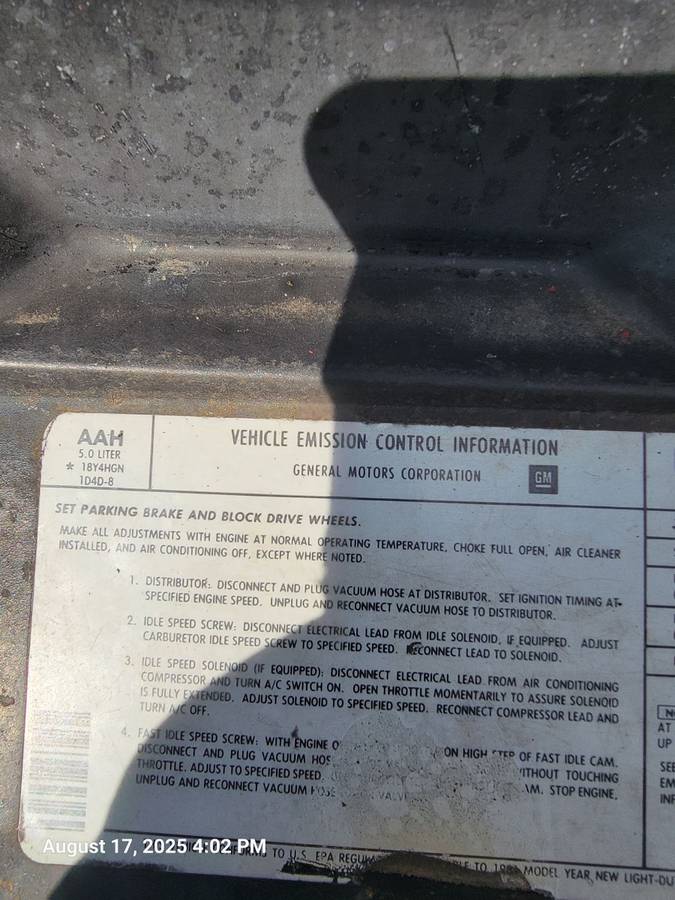 AAH
5.0 LITER
* 18Y4HGN
1D4D-8
VEHICLE EMISSION CONTROL INFORMATION
GENERAL MOTORS CORPORATION GM
SET PARKING BRAKE AND BLOCK DRIVE WHEELS.
MAKE ALL ADJUSTMENTS WITH ENGINE AT NORMAL OPERATING TEMPERATURE, CHOKE FULL OPEN, AIR CLEANER
INSTALLED, AND AIR CONDITIONING OFF, EXCEPT WHERE NOTED.
1. DISTRIBUTOR: DISCONNECT AND PLUG VACUUM HOSE AT DISTRIBUTOR. SET IGNITION TIMING AT
SPECIFIED ENGINE SPEED. UNPLUG AND RECONNECT VACUUM HOSE TO DISTRIBUTOR.
2. IDLE SPEED SCREW: DISCONNECT ELECTRICAL LEAD FROM IDLE SOLENOID, IF EQUIPPED. ADJUST
CARBURETOR IDLE SPEED SCREW TO SPECIFIED SPEED. RECONNECT LEAD TO SOLENOID.
3. IDLE SPEED SOLENOID (IF EQUIPPED): DISCONNECT ELECTRICAL LEAD FROM AIR CONDITIONING
COMPRESSOR AND TURN A/C SWITCH ON. OPEN THROTTLE MOMENTARILY TO ASSURE SOLENOID
IS FULLY EXTENDED. ADJUST SOLENOID TO SPECIFIED SPEED. RECONNECT COMPRESSOR LEAD AND
TURN A/C OFF.
4. FAST IDLE SPEED SCREW: WITH ENGINE ON HIGH STEP OF FAST IDLE CAM.
DISCONNECT AND PLUG VACUUM WITHOUT TOUCHING
THROTTLE. ADJUST TO SPECIFIED SPEED. STOP ENGINE.
UNPLUG AND RECONNECT VACUUM
TO U.S. EPA TO MODEL YEAR NEW
AT
UP
August 17, 2025 4:02 PM